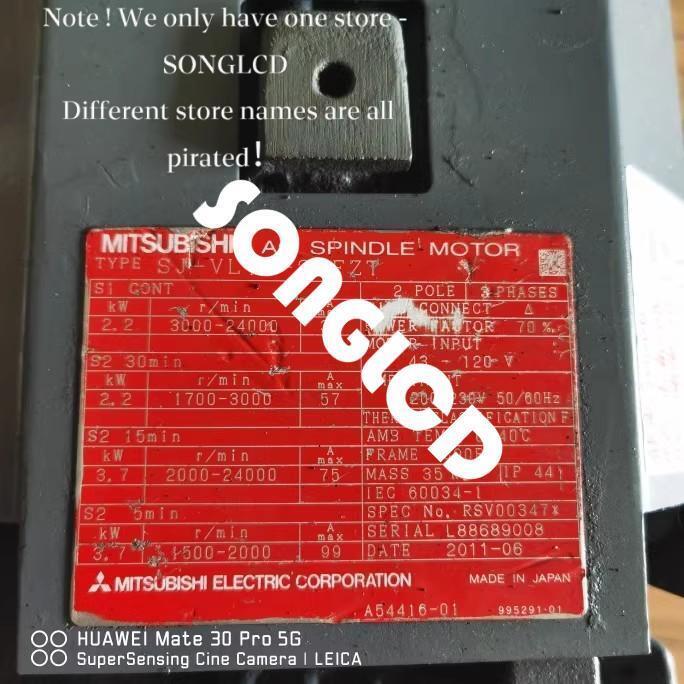 Note ! We only have one store -
SONGLCD
Different store names are all
pirated!
SONGLCD
MITSUBISHI A SPINDLE MOTOR
TYPE SJ-VL
S1 CONT
kW r/min
2.2 3000-24000
S2 30min
kW r/min A max
2.2 1700-3000 57
S2 15min
kW r/min A max
3.7 2000-24000 75
S2 5min
kW r/min A max
3.7 1500-2000 99
2 POLE 3 PHASES
CONNECT Δ
POWER FACTOR 70 %
MOTOR INPUT
43 - 120 V
200-230V 50/60Hz
THERMAL CLASSIFICATION F
AMB TEMP 40℃
FRAME
MASS 35 IP 44
IEC 60034-1
SPEC No. RSV00347*
SERIAL L88689008
DATE 2011-06
MITSUBISHI ELECTRIC CORPORATION
MADE IN JAPAN
A54416-01 995291-01
HUAWEI Mate 30 Pro 5G
SuperSensing Cine Camera | LEICA